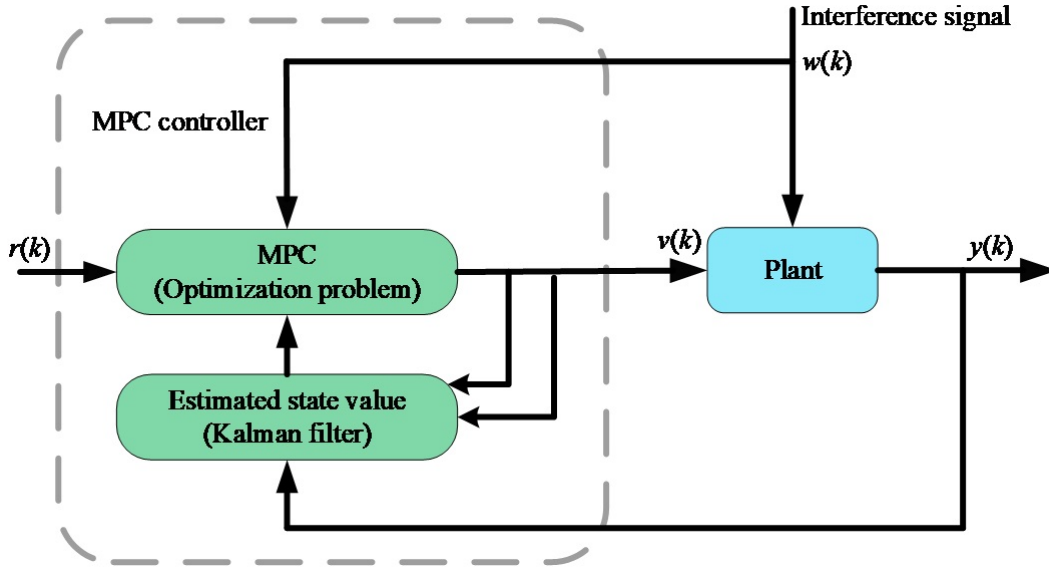 Interference signal
w(k)
MPC controller
r(k)
MPC
(Optimization problem)
v(k)
Plant
y(k)
Estimated state value
(Kalman filter)